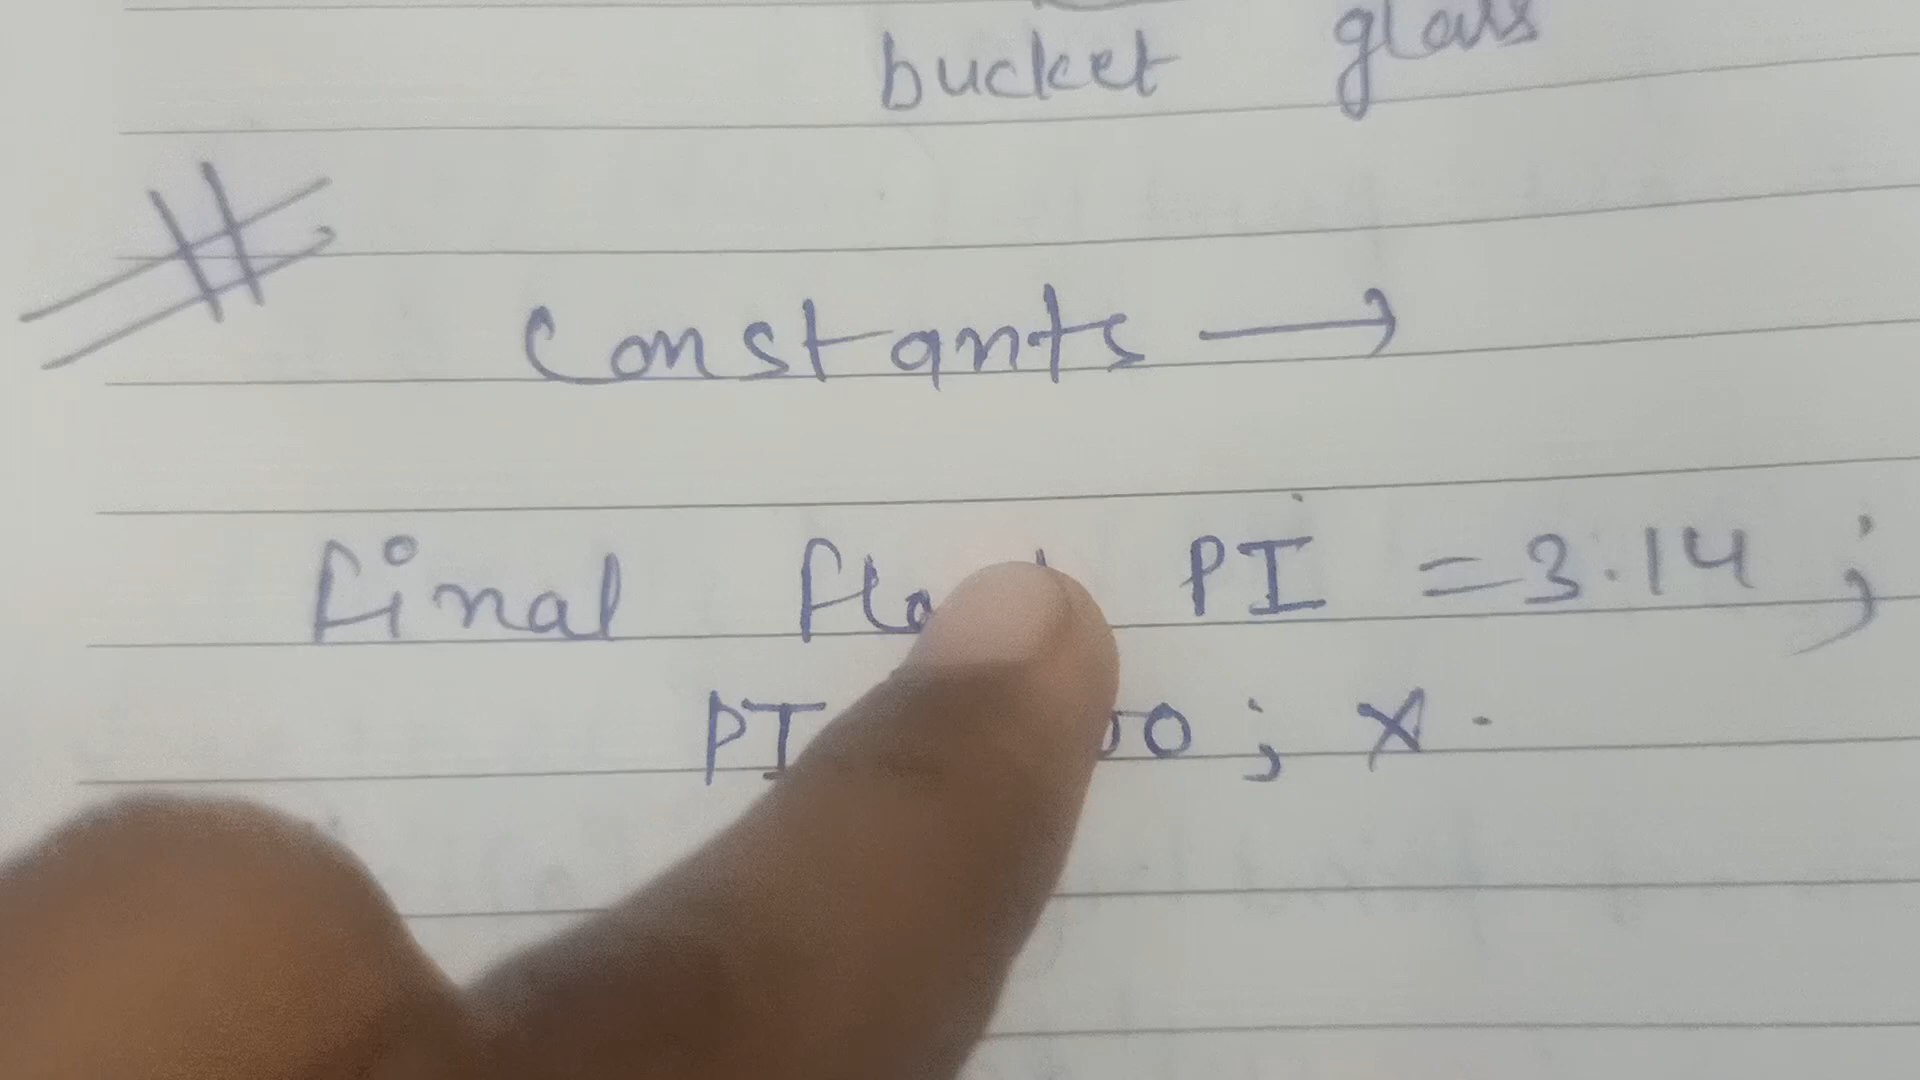 bucket glass
# Constants →
final PI = 3.14 ;
PI ; x .